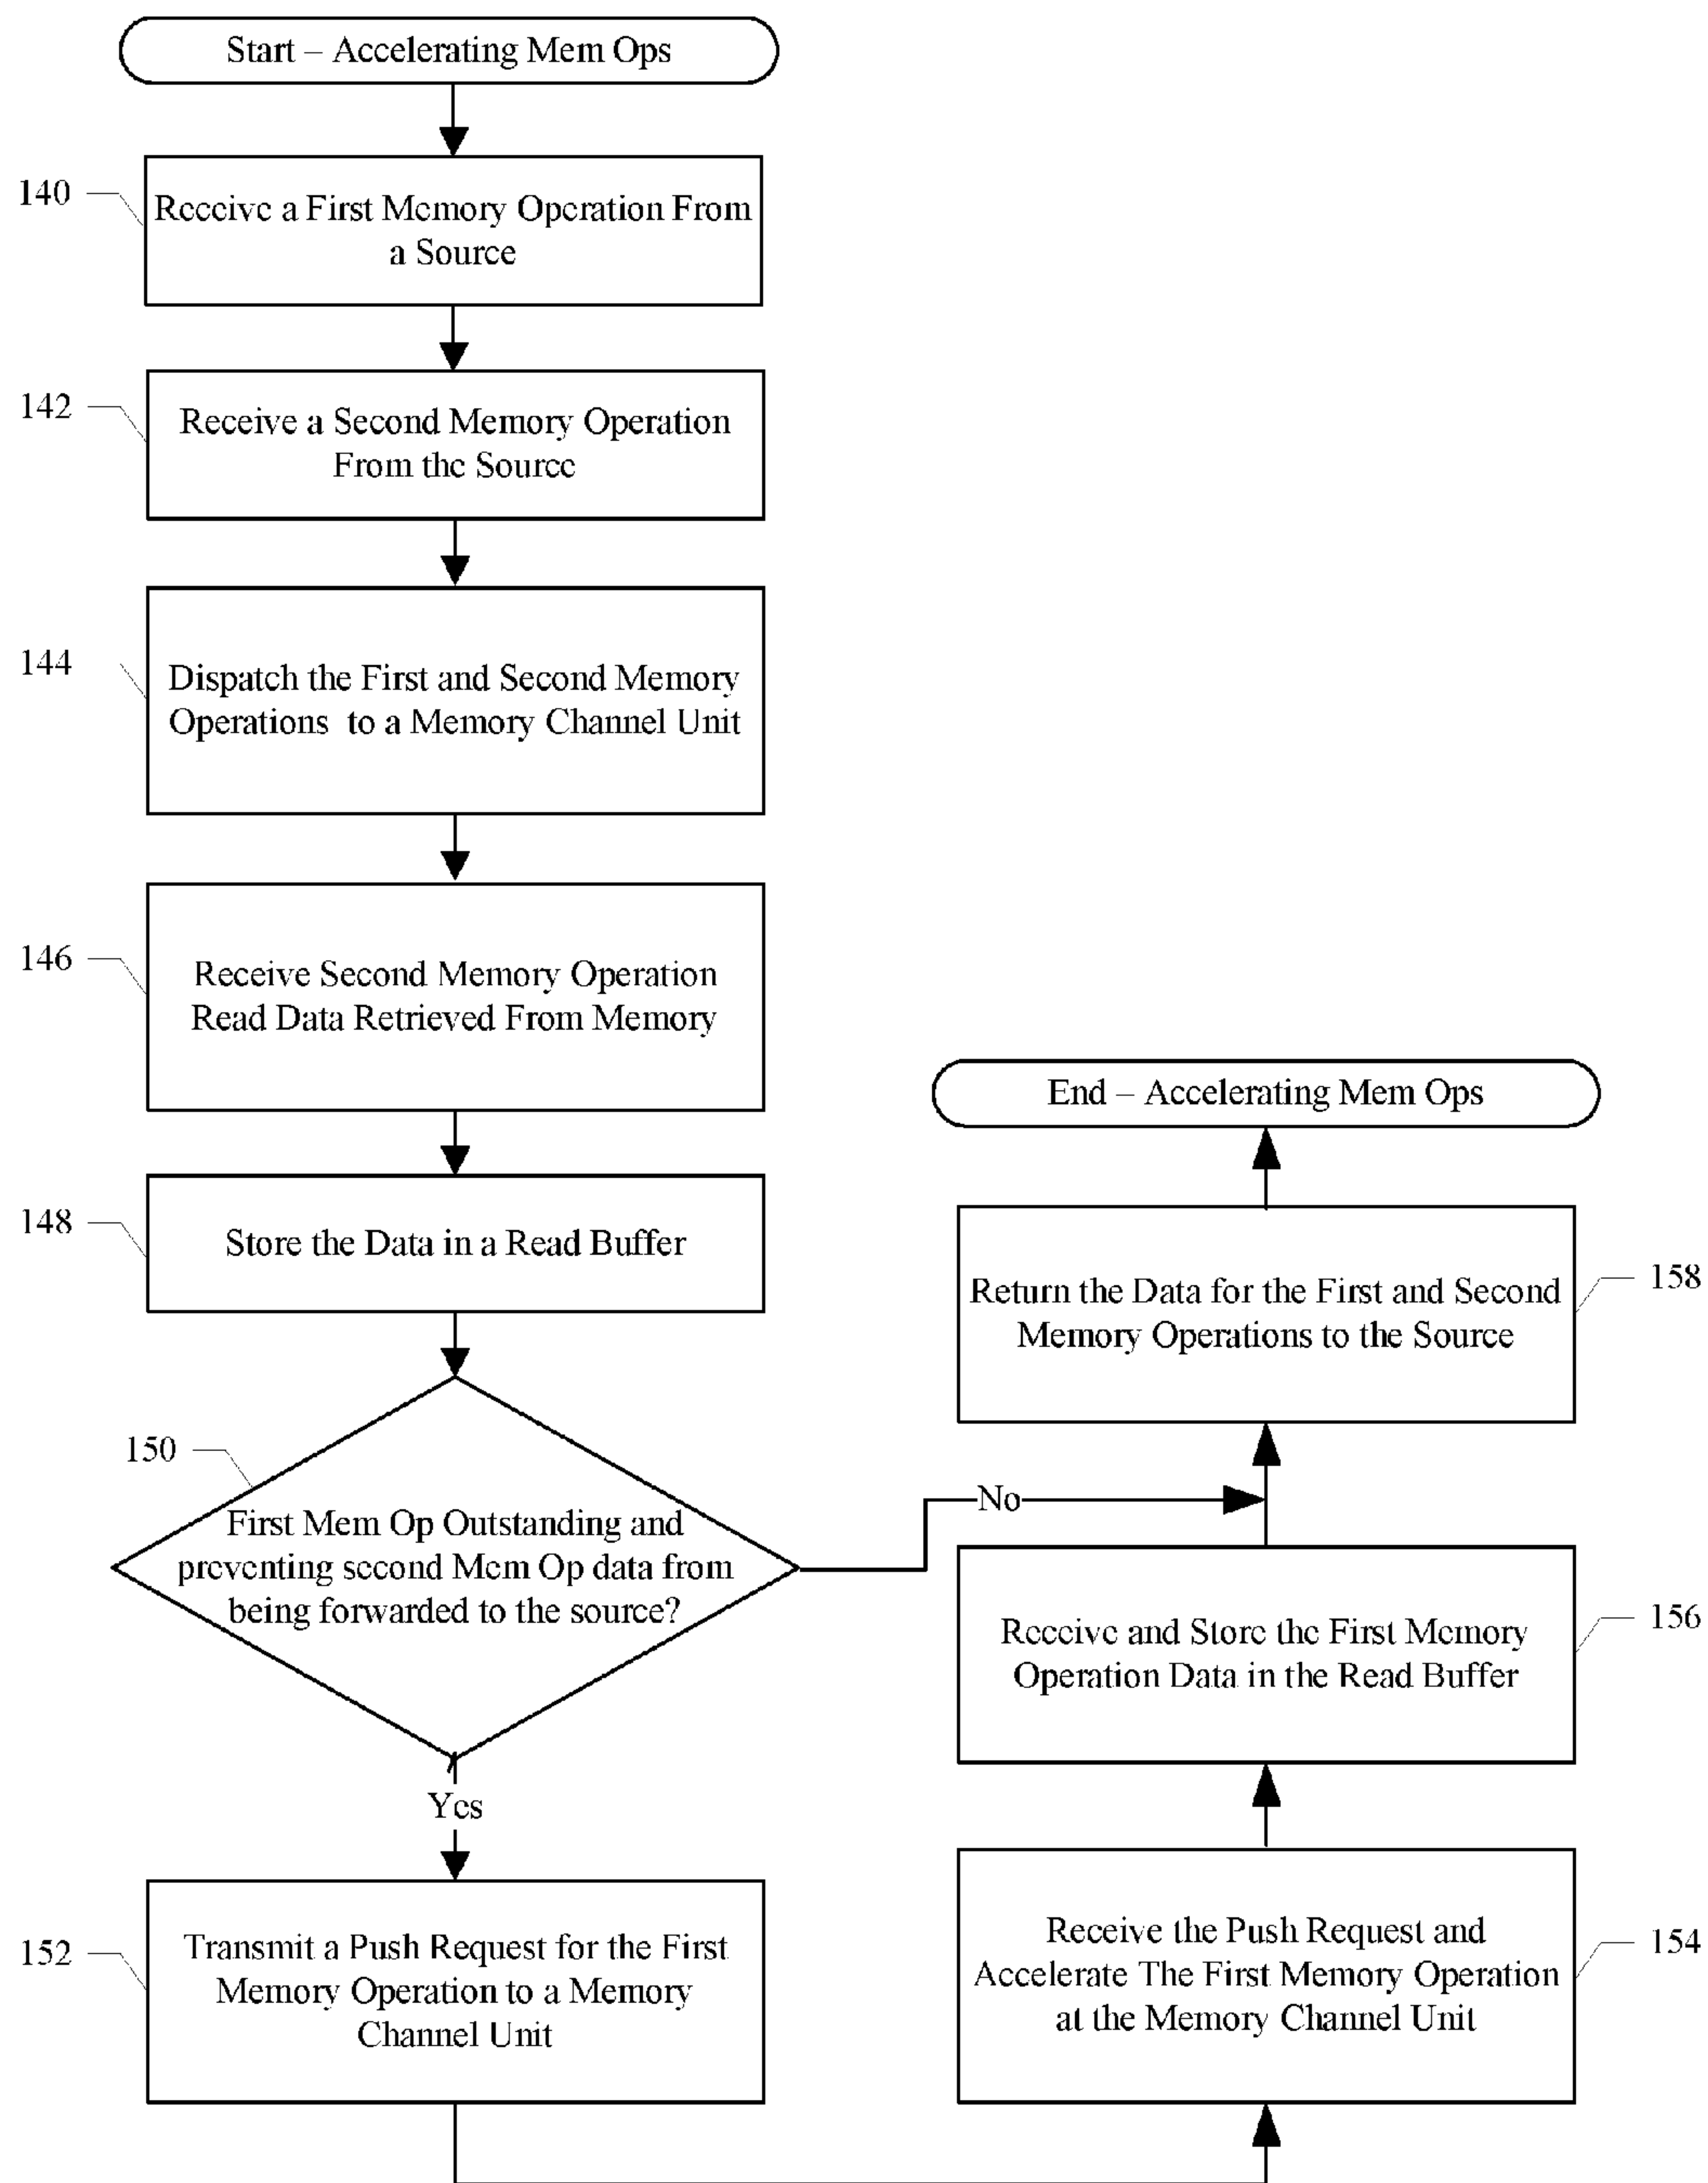 Start – Accelerating Mem Ops
140
Receive a First Memory Operation From
a Source
142
Receive a Second Memory Operation
From the Source
144
Dispatch the First and Second Memory
Operations to a Memory Channel Unit
146
Receive Second Memory Operation
Read Data Retrieved From Memory
148
Store the Data in a Read Buffer
150
First Mem Op Outstanding and
preventing second Mem Op data from
being forwarded to the source?
No
Yes
152
Transmit a Push Request for the First
Memory Operation to a Memory
Channel Unit
154
Receive the Push Request and
Accelerate The First Memory Operation
at the Memory Channel Unit
156
Receive and Store the First Memory
Operation Data in the Read Buffer
158
Return the Data for the First and Second
Memory Operations to the Source
End – Accelerating Mem Ops